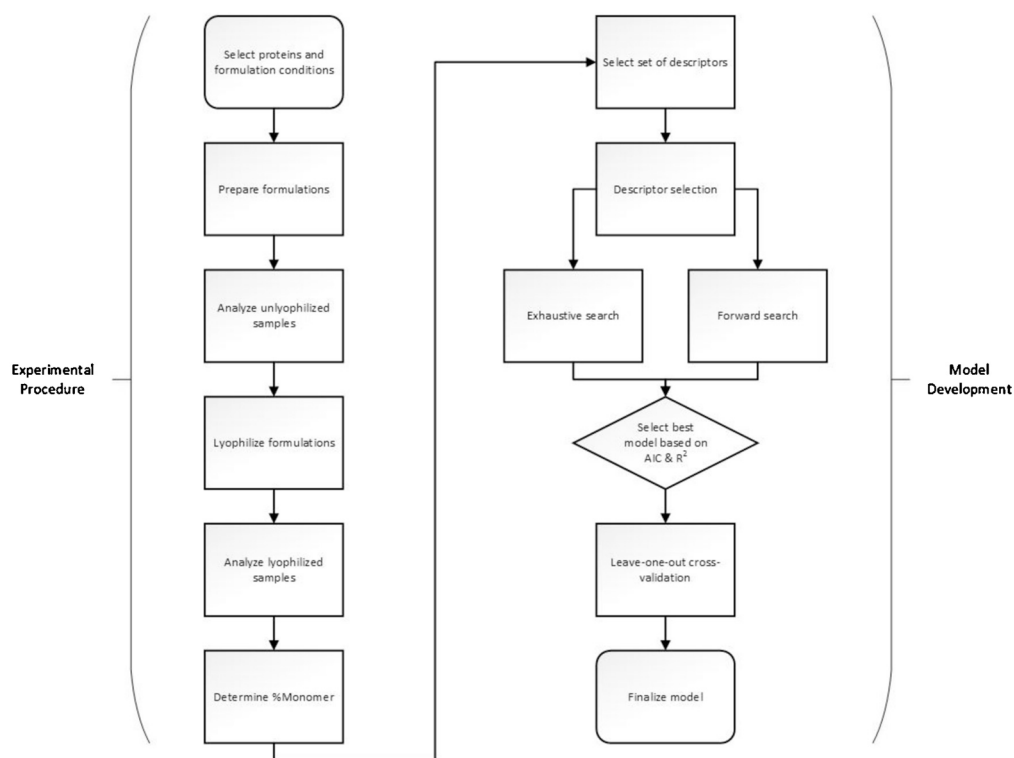 Experimental
Procedure
Select proteins and
formulation conditions
Prepare formulations
Analyze unlyophilized
samples
Lyophilize formulations
Analyze lyophilized
samples
Determine %Monomer
Select set of descriptors
Descriptor selection
Exhaustive search
Forward search
Select best
model based on
AIC & R²
Leave-one-out cross-
validation
Finalize model
Model
Development